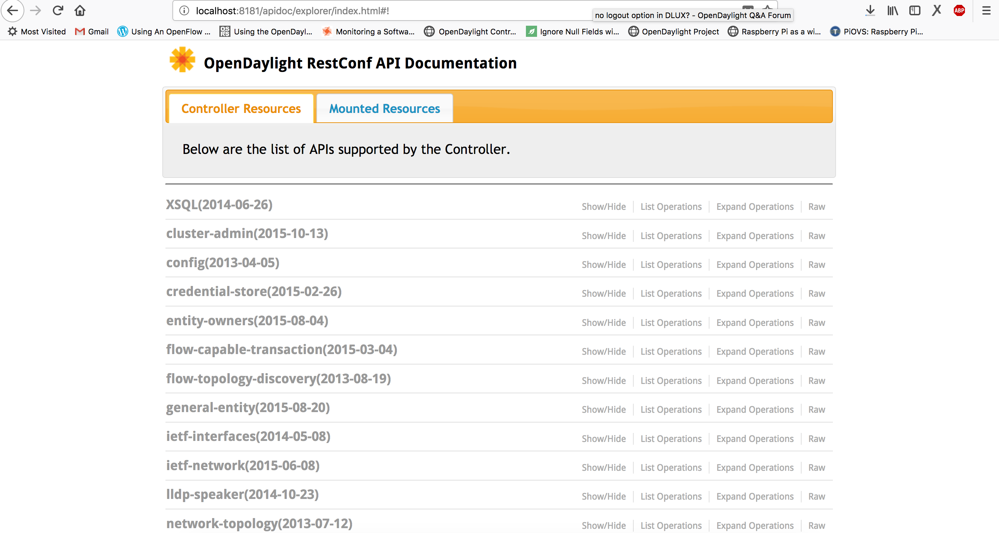 localhost:8181/apidoc/explorer/index.html#!
no logout option in DLUX? - OpenDaylight Q&A Forum
ABP
Most Visited Gmail Using An OpenFlow ... Using the OpenDayl... Monitoring a Softwa... OpenDaylight Contr... Ignore Null Fields wi... OpenDaylight Project Raspberry Pi as a wi... PiOVS: Raspberry Pi...
OpenDaylight RestConf API Documentation
Controller Resources Mounted Resources
Below are the list of APIs supported by the Controller.
XSQL(2014-06-26) Show/Hide List Operations Expand Operations Raw
cluster-admin(2015-10-13) Show/Hide List Operations Expand Operations Raw
config(2013-04-05) Show/Hide List Operations Expand Operations Raw
credential-store(2015-02-26) Show/Hide List Operations Expand Operations Raw
entity-owners(2015-08-04) Show/Hide List Operations Expand Operations Raw
flow-capable-transaction(2015-03-04) Show/Hide List Operations Expand Operations Raw
flow-topology-discovery(2013-08-19) Show/Hide List Operations Expand Operations Raw
general-entity(2015-08-20) Show/Hide List Operations Expand Operations Raw
ietf-interfaces(2014-05-08) Show/Hide List Operations Expand Operations Raw
ietf-network(2015-06-08) Show/Hide List Operations Expand Operations Raw
lldp-speaker(2014-10-23) Show/Hide List Operations Expand Operations Raw
network-topology(2013-07-12) Show/Hide List Operations Expand Operations Raw